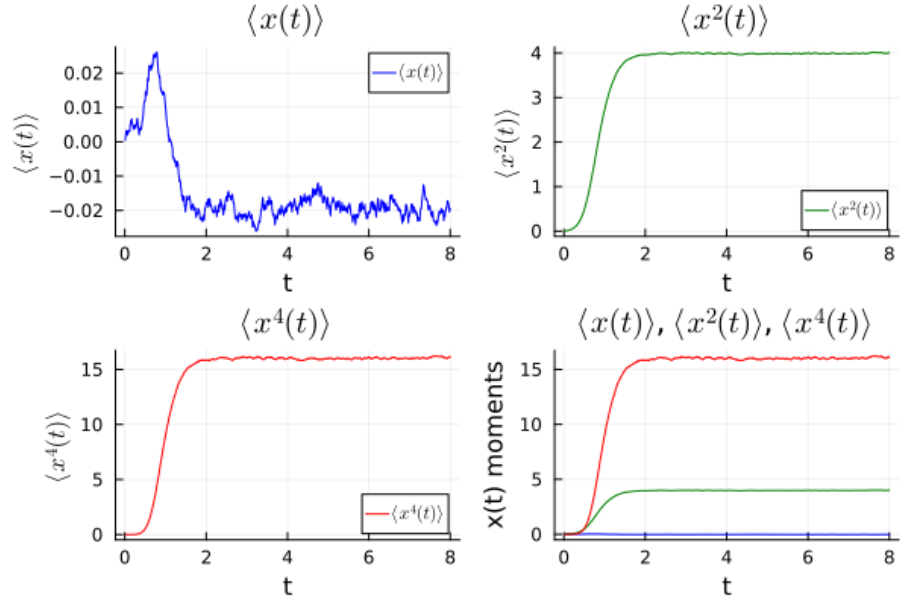 ⟨x(t)⟩
⟨x²(t)⟩
⟨x(t)⟩
0.02
0.01
0.00
−0.01
−0.02
⟨x(t)⟩
0 2 4 6 8
t
⟨x²(t)⟩
4
3
2
1
0
⟨x²(t)⟩
0 2 4 6 8
t
⟨x⁴(t)⟩
⟨x(t)⟩, ⟨x²(t)⟩, ⟨x⁴(t)⟩
⟨x⁴(t)⟩
15
10
5
0
⟨x⁴(t)⟩
0 2 4 6 8
t
x(t) moments
15
10
5
0
0 2 4 6 8
t